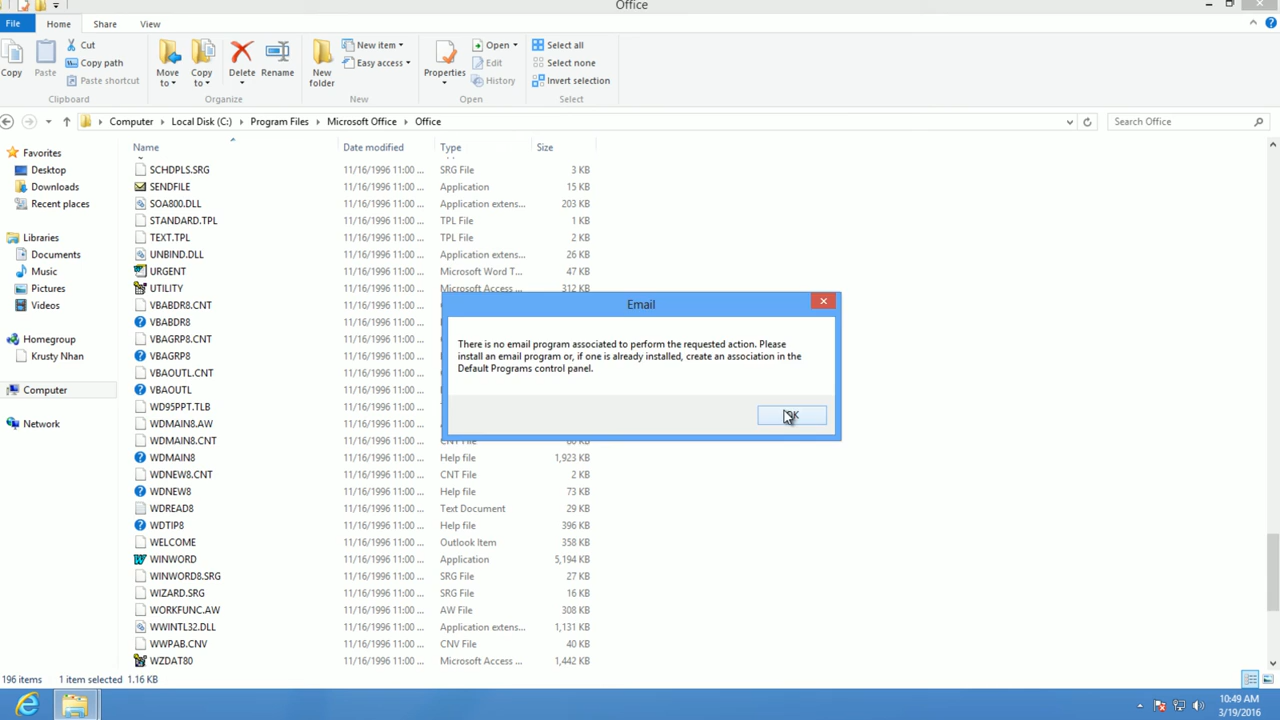 Office
File Home Share View
Copy
Paste
Cut
Copy path
Paste shortcut
Clipboard
Move to
Copy to
Delete
Rename
Organize
New folder
New item
Easy access
New
Properties
Open
Edit
History
Open
Select all
Select none
Invert selection
Select
Computer Local Disk (C:) Program Files Microsoft Office Office
Search Office
Favorites
Desktop
Downloads
Recent places
Libraries
Documents
Music
Pictures
Videos
Homegroup
Krusty Nhan
Computer
Network
Name Date modified Type Size
SCHDPLS.SRG 11/16/1996 11:00 ... SRG File 3 KB
SENDFILE 11/16/1996 11:00 ... Application 15 KB
SOA800.DLL 11/16/1996 11:00 ... Application extens... 203 KB
STANDARD.TPL 11/16/1996 11:00 ... TPL File 1 KB
TEXT.TPL 11/16/1996 11:00 ... TPL File 2 KB
UNBIND.DLL 11/16/1996 11:00 ... Application extens... 26 KB
URGENT 11/16/1996 11:00 ... Microsoft Word T... 47 KB
UTILITY 11/16/1996 11:00 ... Microsoft Access ... 312 KB
VBABDR8.CNT 11/16/1996 11:00 ...
VBABDR8 11/16/1996 11:00 ...
VBAGRP8.CNT 11/16/1996 11:00 ...
VBAGRP8 11/16/1996 11:00 ...
VBAOUTL.CNT 11/16/1996 11:00 ...
VBAOUTL 11/16/1996 11:00 ...
WD95PPT.TLB 11/16/1996 11:00 ...
WDMAIN8.AW 11/16/1996 11:00 ...
WDMAIN8.CNT 11/16/1996 11:00 ... CNT File 60 KB
WDMAIN8 11/16/1996 11:00 ... Help file 1,923 KB
WDNEW8.CNT 11/16/1996 11:00 ... CNT File 2 KB
WDNEW8 11/16/1996 11:00 ... Help file 73 KB
WDREAD8 11/16/1996 11:00 ... Text Document 29 KB
WDTIP8 11/16/1996 11:00 ... Help file 396 KB
WELCOME 11/16/1996 11:00 ... Outlook Item 358 KB
WINWORD 11/16/1996 11:00 ... Application 5,194 KB
WINWORD8.SRG 11/16/1996 11:00 ... SRG File 27 KB
WIZARD.SRG 11/16/1996 11:00 ... SRG File 16 KB
WORKFUNC.AW 11/16/1996 11:00 ... AW File 308 KB
WWINTL32.DLL 11/16/1996 11:00 ... Application extens... 1,131 KB
WWPAB.CNV 11/16/1996 11:00 ... CNV File 40 KB
WZDAT80 11/16/1996 11:00 ... Microsoft Access ... 1,442 KB
Email
There is no email program associated to perform the requested action. Please
install an email program or, if one is already installed, create an association in the
Default Programs control panel.
OK
196 items 1 item selected 1.16 KB
10:49 AM
3/19/2016